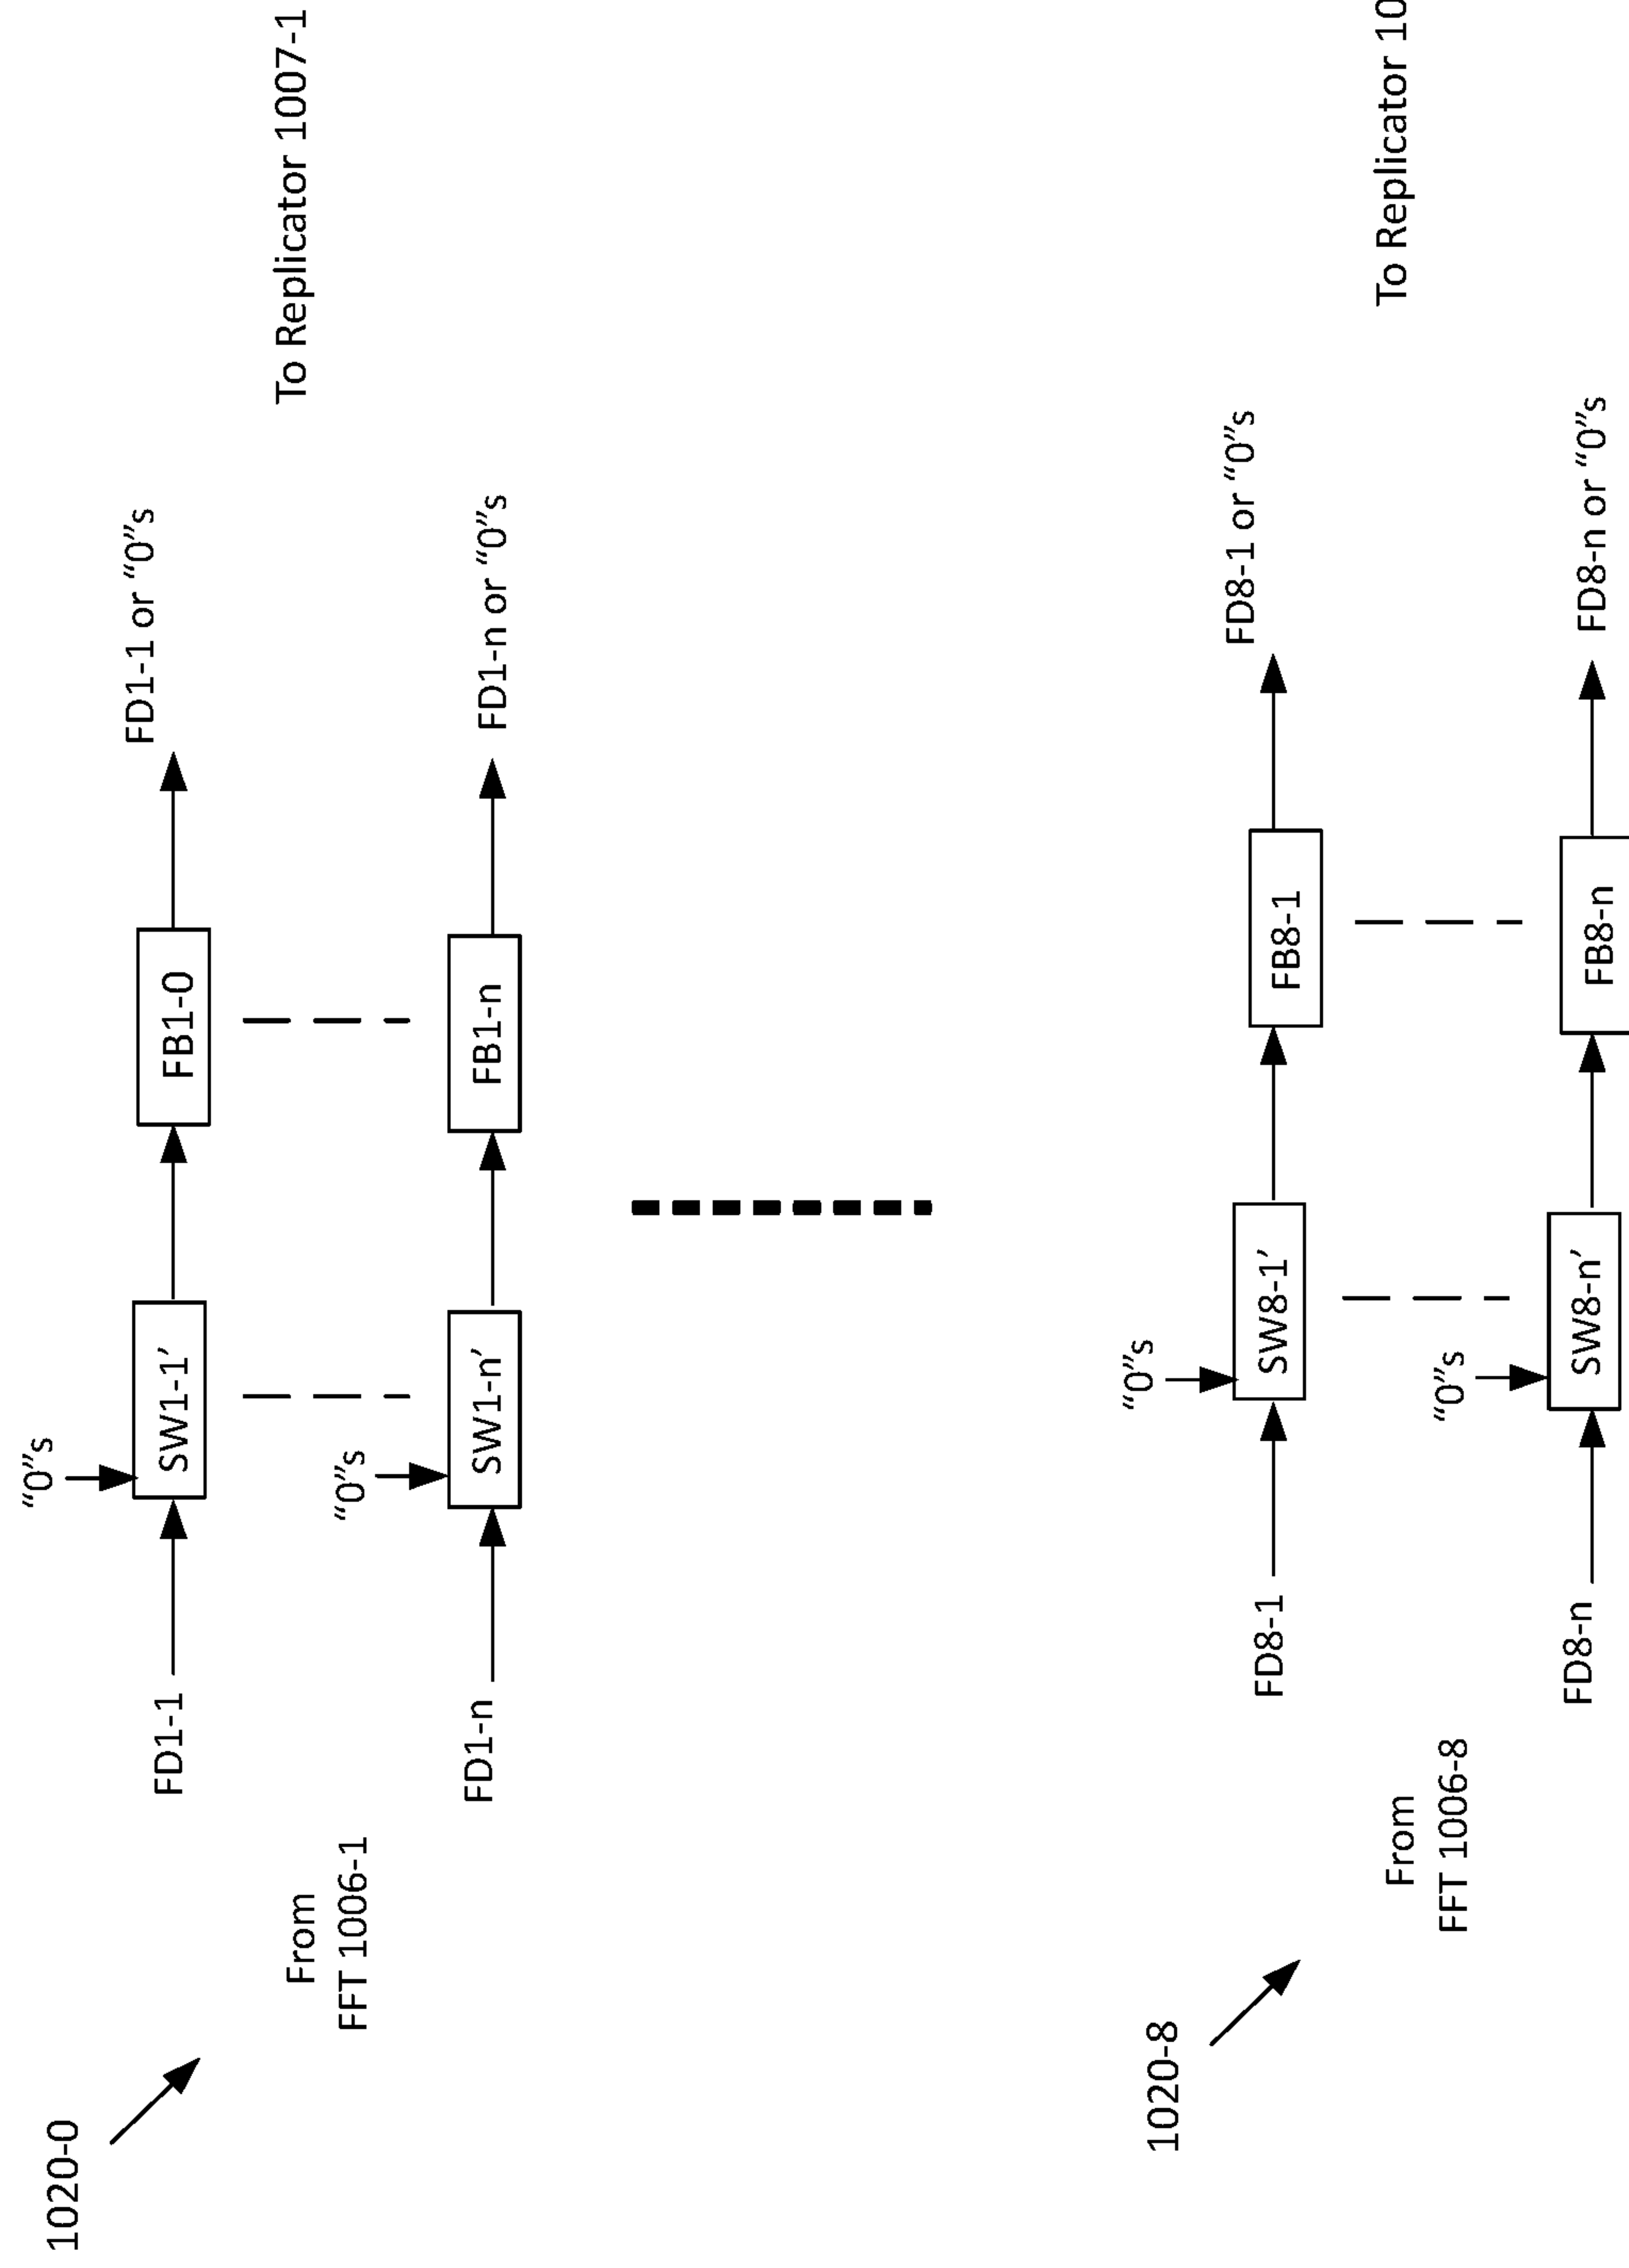 1020-0
From
FFT 1006-1
FD1-1
“0”s
SW1-1’
FB1-0
FD1-1 or “0”s
FD1-n
“0”s
SW1-n’
FB1-n
FD1-n or “0”s
To Replicator 1007-1
1020-8
From
FFT 1006-8
FD8-1
“0”s
SW8-1’
FB8-1
FD8-1 or “0”s
FD8-n
“0”s
SW8-n’
FB8-n
FD8-n or “0”s
To Replicator 10